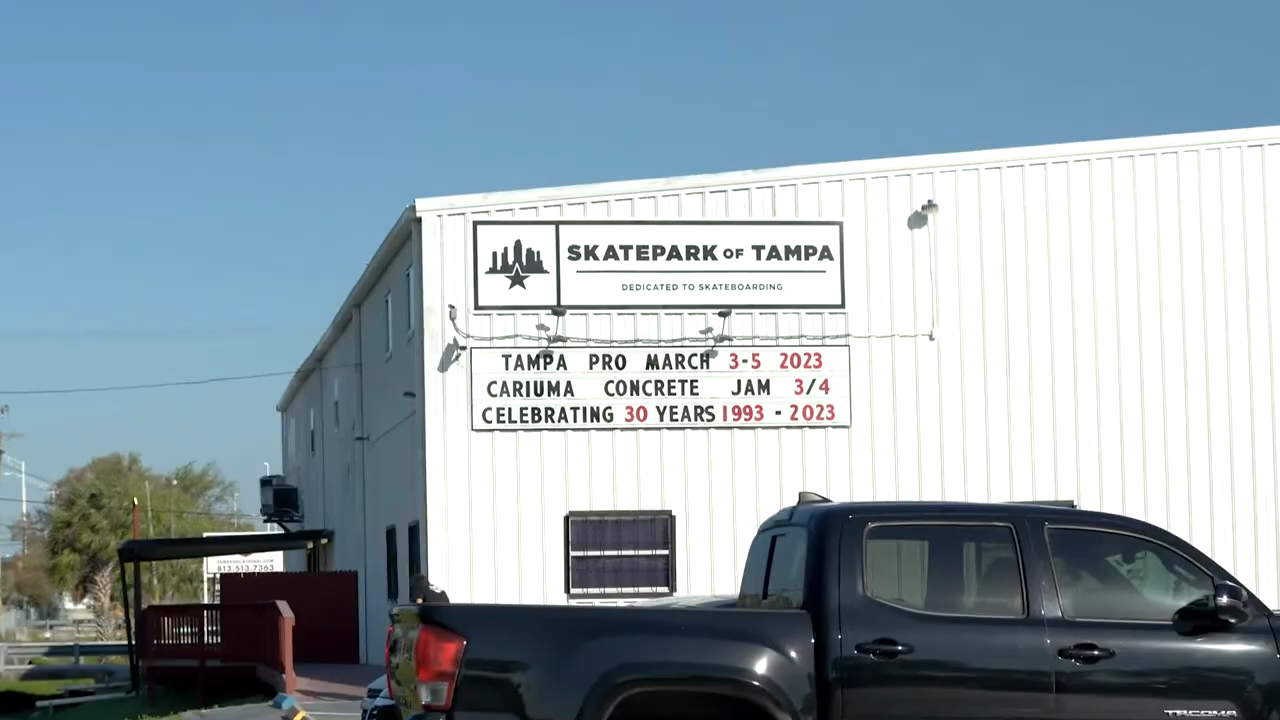 SKATEPARK OF TAMPA
DEDICATED TO SKATEBOARDING
TAMPA PRO MARCH 3-5 2023
CARIUMA CONCRETE JAM 3/4
CELEBRATING 30 YEARS 1993 - 2023
813.513.7363
TACOMA